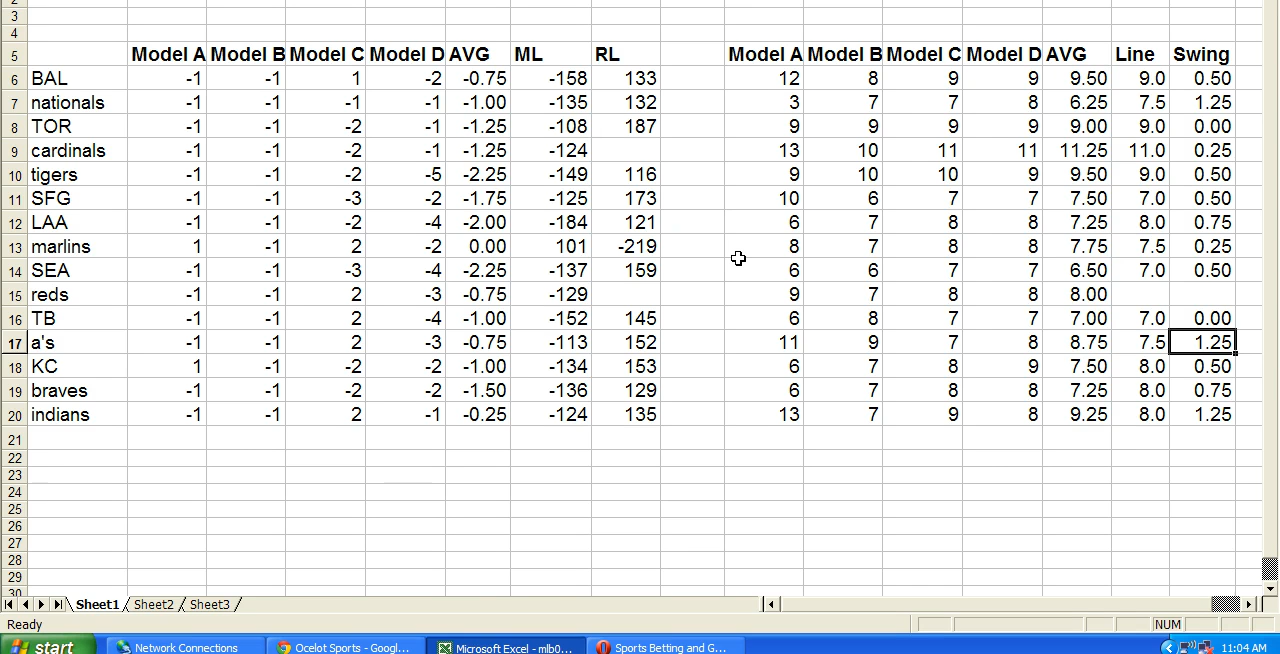 2
3
4
5 Model A Model B Model C Model D AVG ML RL Model A Model B Model C Model D AVG Line Swing
6 BAL -1 -1 1 -2 -0.75 -158 133 12 8 9 9 9.50 9.0 0.50
7 nationals -1 -1 -1 -1 -1.00 -135 132 3 7 7 8 6.25 7.5 1.25
8 TOR -1 -1 -2 -1 -1.25 -108 187 9 9 9 9 9.00 9.0 0.00
9 cardinals -1 -1 -2 -1 -1.25 -124 13 10 11 11 11.25 11.0 0.25
10 tigers -1 -1 -2 -5 -2.25 -149 116 9 10 10 9 9.50 9.0 0.50
11 SFG -1 -1 -3 -2 -1.75 -125 173 10 6 7 7 7.50 7.0 0.50
12 LAA -1 -1 -2 -4 -2.00 -184 121 6 7 8 8 7.25 8.0 0.75
13 marlins 1 -1 2 -2 0.00 101 -219 8 7 8 8 7.75 7.5 0.25
14 SEA -1 -1 -3 -4 -2.25 -137 159 6 6 7 7 6.50 7.0 0.50
15 reds -1 -1 2 -3 -0.75 -129 9 7 8 8 8.00
16 TB -1 -1 2 -4 -1.00 -152 145 6 8 7 7 7.00 7.0 0.00
17 a's -1 -1 2 -3 -0.75 -113 152 11 9 7 8 8.75 7.5 1.25
18 KC 1 -1 -2 -2 -1.00 -134 153 6 7 8 9 7.50 8.0 0.50
19 braves -1 -1 -2 -2 -1.50 -136 129 6 7 8 8 7.25 8.0 0.75
20 indians -1 -1 2 -1 -0.25 -124 135 13 7 9 8 9.25 8.0 1.25
21
22
23
24
25
26
27
28
29
30
Sheet1 Sheet2 Sheet3
Ready NUM
start Network Connections Ocelot Sports - Googl... Microsoft Excel - mlb0... Sports Betting and G... 11:04 AM